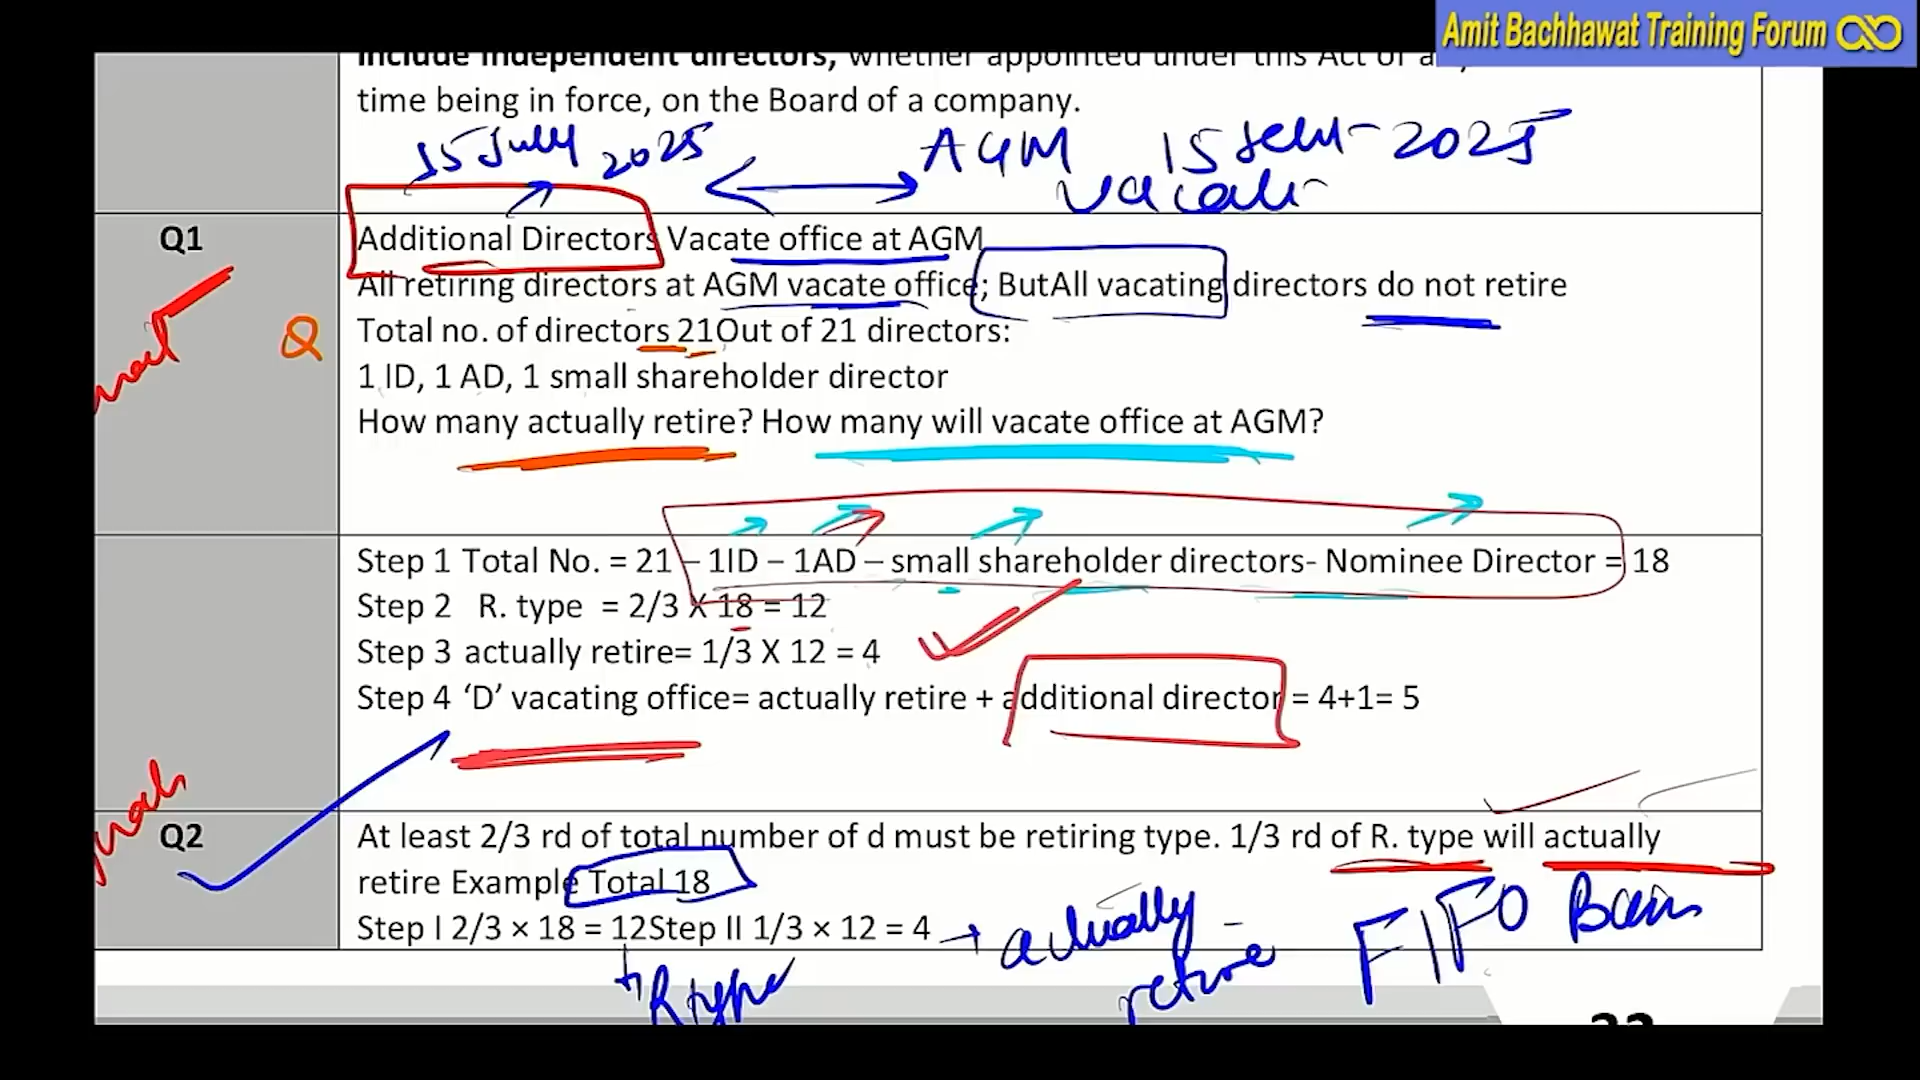 Amit Bachhawat Training Forum
include independent directors, whether appointed under this Act or a
time being in force, on the Board of a company.
15 July 2025 AGM 15 Sept 2025
Vacate
Q1
Additional Directors Vacate office at AGM
All retiring directors at AGM vacate office; ButAll vacating directors do not retire
Q
Total no. of directors 21Out of 21 directors:
1 ID, 1 AD, 1 small shareholder director
How many actually retire? How many will vacate office at AGM?
Step 1 Total No. = 21 – 1ID – 1AD – small shareholder directors- Nominee Director = 18
Step 2 R. type = 2/3 X 18 = 12
Step 3 actually retire= 1/3 X 12 = 4
Step 4 ‘D’ vacating office= actually retire + additional director = 4+1= 5
Q2
At least 2/3 rd of total number of d must be retiring type. 1/3 rd of R. type will actually
retire Example Total 18
Step I 2/3 × 18 = 12Step II 1/3 × 12 = 4
actually retire
FIFO Basis
R type